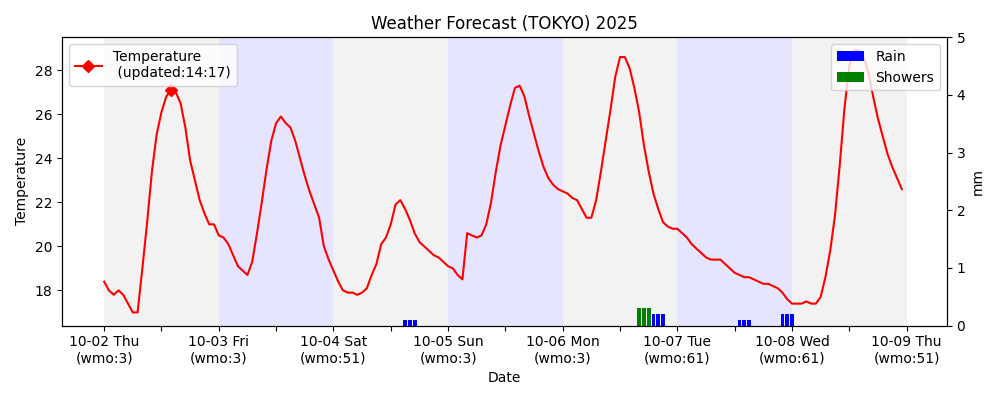 Weather Forecast (TOKYO) 2025
Temperature
(updated:14:17)
Rain
Showers
Temperature
28
26
24
22
20
18
5
4
3
2
1
0
mm
10-02 Thu
(wmo:3)
10-03 Fri
(wmo:3)
10-04 Sat
(wmo:51)
10-05 Sun
(wmo:3)
10-06 Mon
(wmo:3)
10-07 Tue
(wmo:61)
10-08 Wed
(wmo:61)
10-09 Thu
(wmo:51)
Date